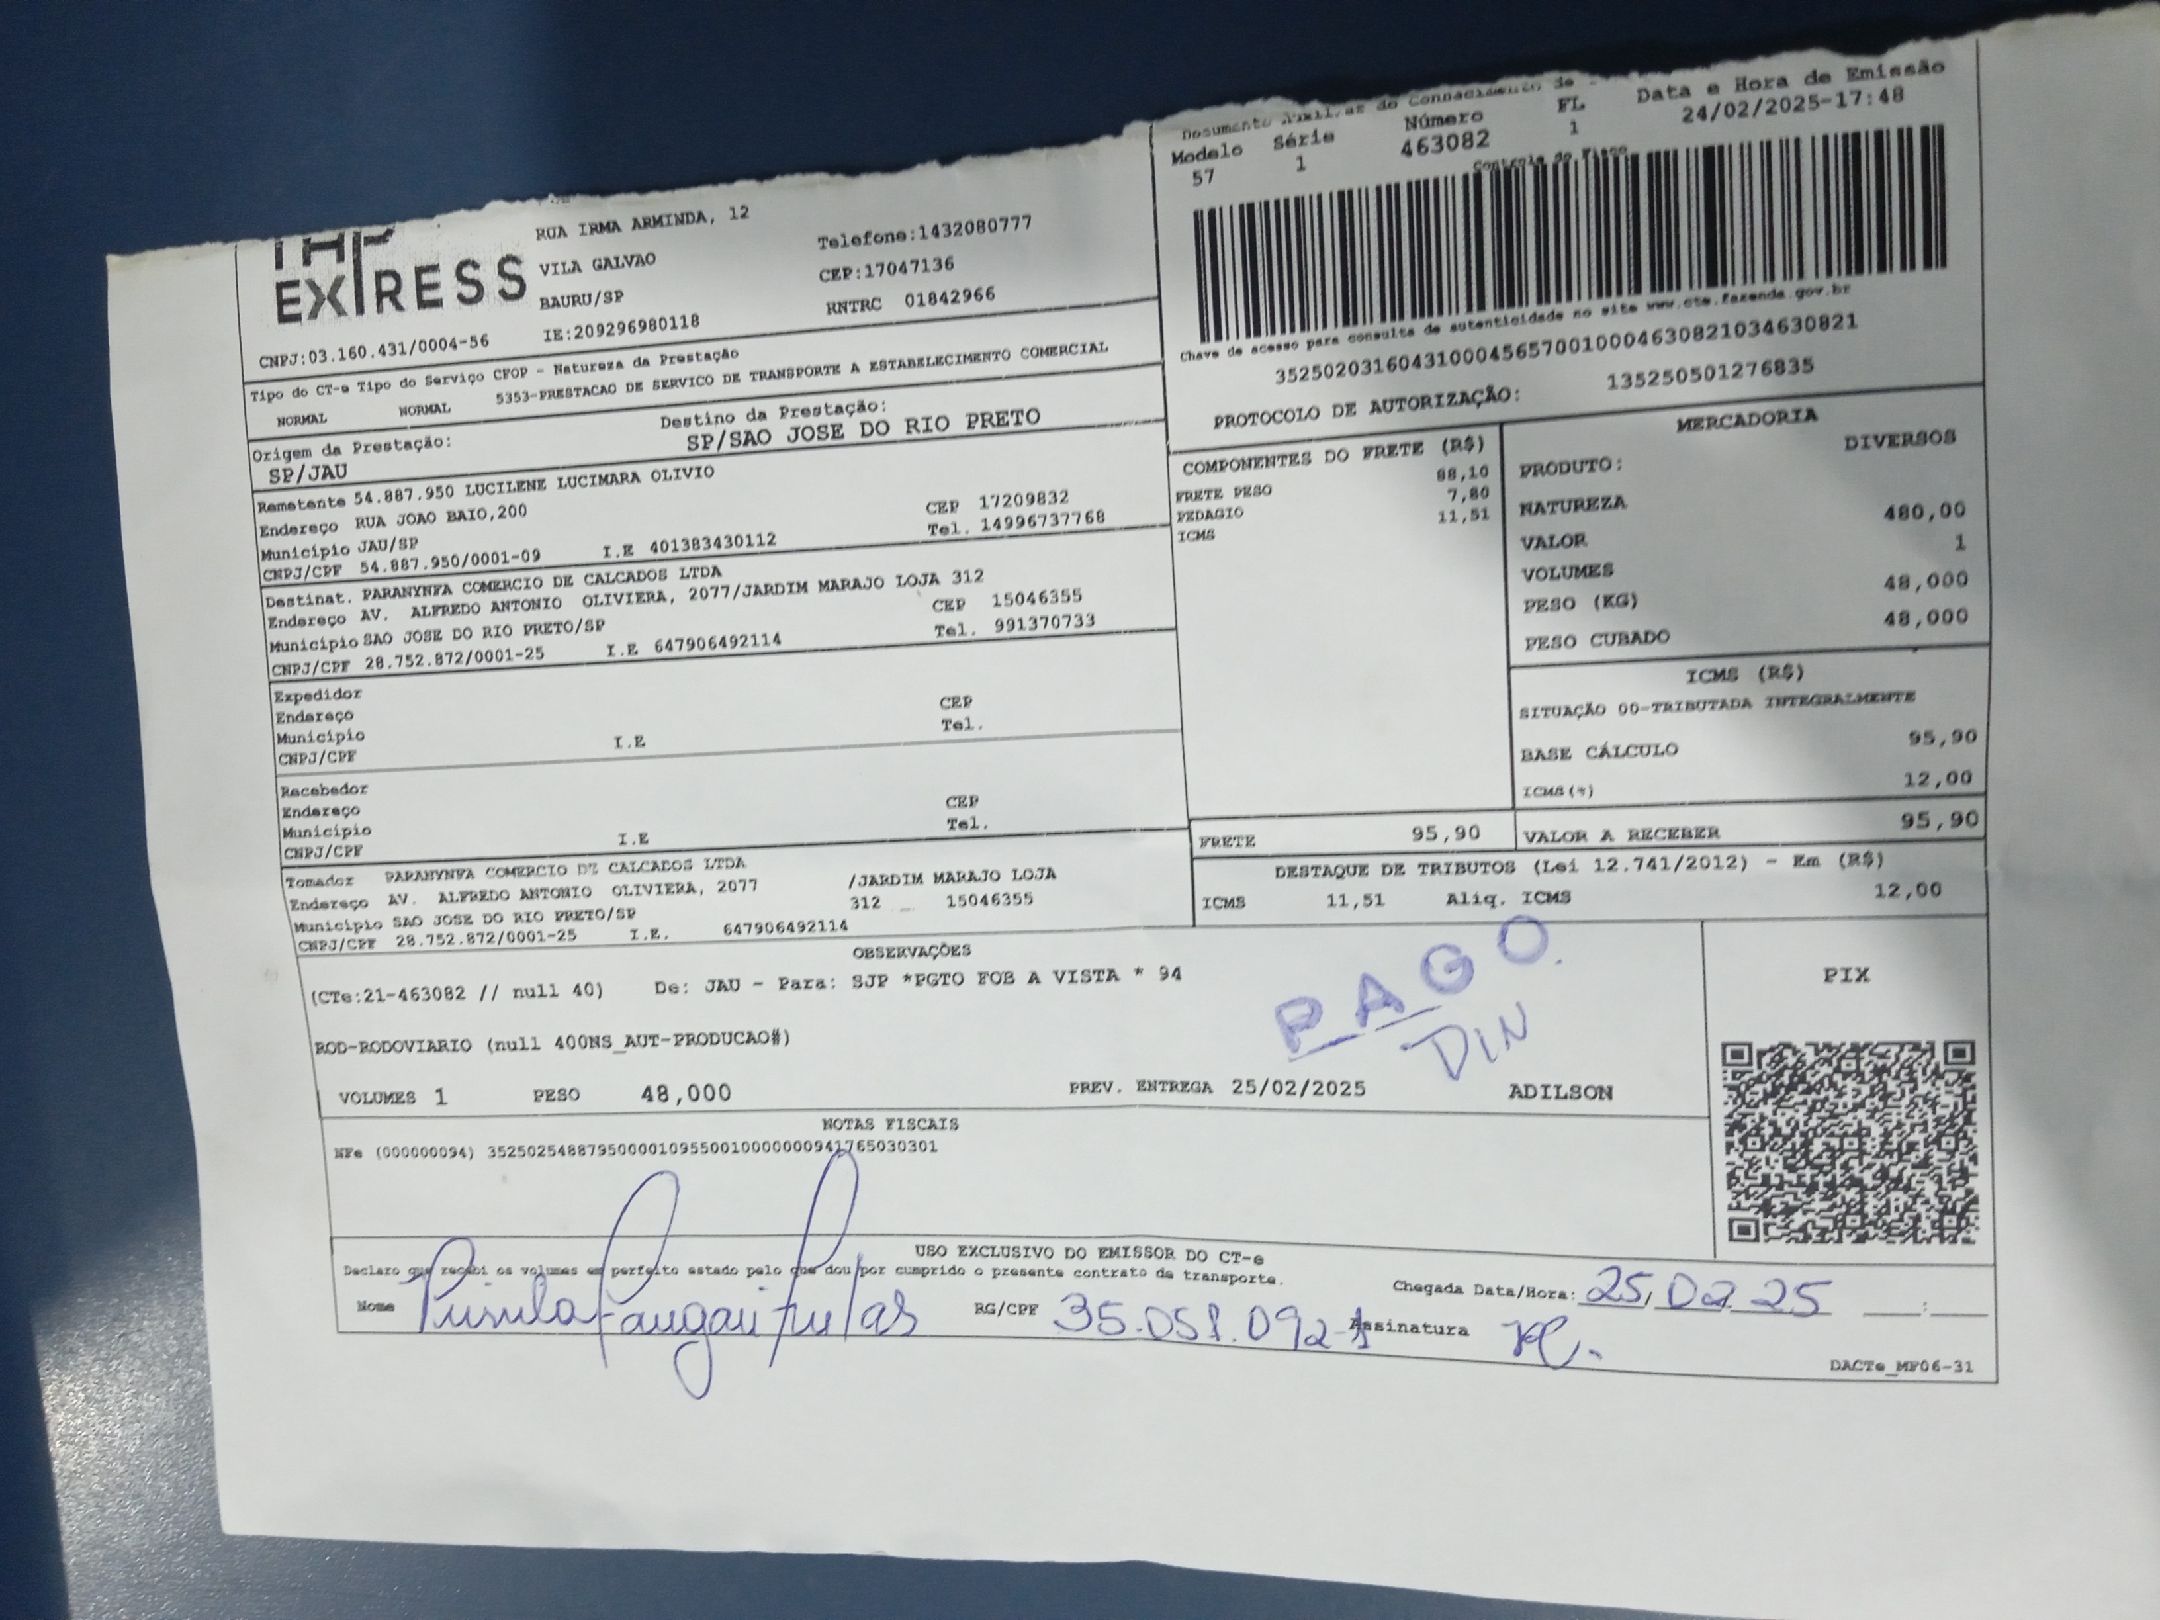 EXPRESS
RUA IRMA ARMINDA, 12
VILA GALVAO
BAURU/SP
Telefone:1432080777
CEP:17047136
RNTRC 01842966
CNPJ:03.160.431/0004-56
IE:209296980118
Tipo do CT-e Tipo do Serviço CFOP - Natureza da Prestação
NORMAL NORMAL 5353-PRESTACAO DE SERVICO DE TRANSPORTE A ESTABELECIMENTO COMERCIAL
Origem da Prestação: Destino da Prestação:
SP/JAU SP/SAO JOSE DO RIO PRETO
Remetente 54.887.950 LUCILENE LUCIMARA OLIVIO
Endereço RUA JOAO BAIO,200 CEP 17209832
Município JAU/SP Tel. 14996737768
CNPJ/CPF 54.887.950/0001-09 I.E 401383430112
Destinat. PARANYNFA COMERCIO DE CALCADOS LTDA
Endereço AV. ALFREDO ANTONIO OLIVIERA, 2077/JARDIM MARAJO LOJA 312
Município SAO JOSE DO RIO PRETO/SP CEP 15046355
CNPJ/CPF 28.752.872/0001-25 I.E 647906492114 Tel. 991370733
Expedidor
Endereço CEP
Município Tel.
CNPJ/CPF I.E
Recebedor
Endereço CEP
Município Tel.
CNPJ/CPF I.E
Tomador PARANYNFA COMERCIO DE CALCADOS LTDA
Endereço AV. ALFREDO ANTONIO OLIVIERA, 2077 /JARDIM MARAJO LOJA
Município SAO JOSE DO RIO PRETO/SP 312 15046355
CNPJ/CPF 28.752.872/0001-25 I.E. 647906492114
Documento Auxiliar do Conhecimento de
Modelo Série Número FL Data e Hora de Emissão
57 1 463082 1 24/02/2025-17:48
Controle do Fisco
Chave de acesso para consulta de autenticidade no site www.cte.fazenda.gov.br
35250203160431000456570010004630821034630821
PROTOCOLO DE AUTORIZAÇÃO: 135250501276835
COMPONENTES DO FRETE (R$)
FRETE PESO 88,10
PEDAGIO 7,80
ICMS 11,51
MERCADORIA
PRODUTO: DIVERSOS
NATUREZA
VALOR 480,00
VOLUMES 1
PESO (KG) 48,000
PESO CUBADO 48,000
ICMS (R$)
SITUAÇÃO 00-TRIBUTADA INTEGRALMENTE
BASE CÁLCULO 95,90
ICMS(%) 12,00
FRETE 95,90 VALOR A RECEBER 95,90
DESTAQUE DE TRIBUTOS (Lei 12.741/2012) - Em (R$)
ICMS 11,51 Aliq. ICMS 12,00
OBSERVAÇÕES
(CTe:21-463082 // null 40) De: JAU - Para: SJP *PGTO FOB A VISTA * 94
PAGO
DIN
ROD-RODOVIARIO (null 400NS_AUT-PRODUCAO#)
VOLUMES 1 PESO 48,000 PREV. ENTREGA 25/02/2025 ADILSON
PIX
NOTAS FISCAIS
NFe (000000094) 35250254887950000109550010000000941765030301
USO EXCLUSIVO DO EMISSOR DO CT-e
Declaro que recebi os volumes em perfeito estado pelo que dou por cumprido o presente contrato de transporte.
Chegada Data/Hora: 25/02/25 __:__
Nome RG/CPF 35.051.092-1 Assinatura
DACTe_MF06-31